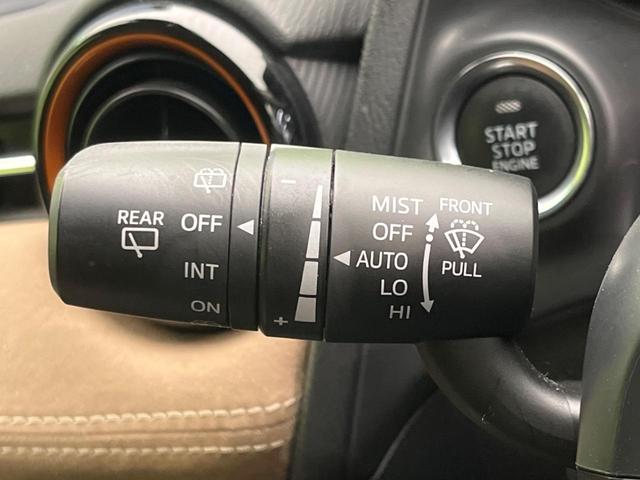 REAR
OFF
INT
ON
−
+
MIST
OFF
AUTO
LO
HI
FRONT
PULL
START
STOP
ENGINE